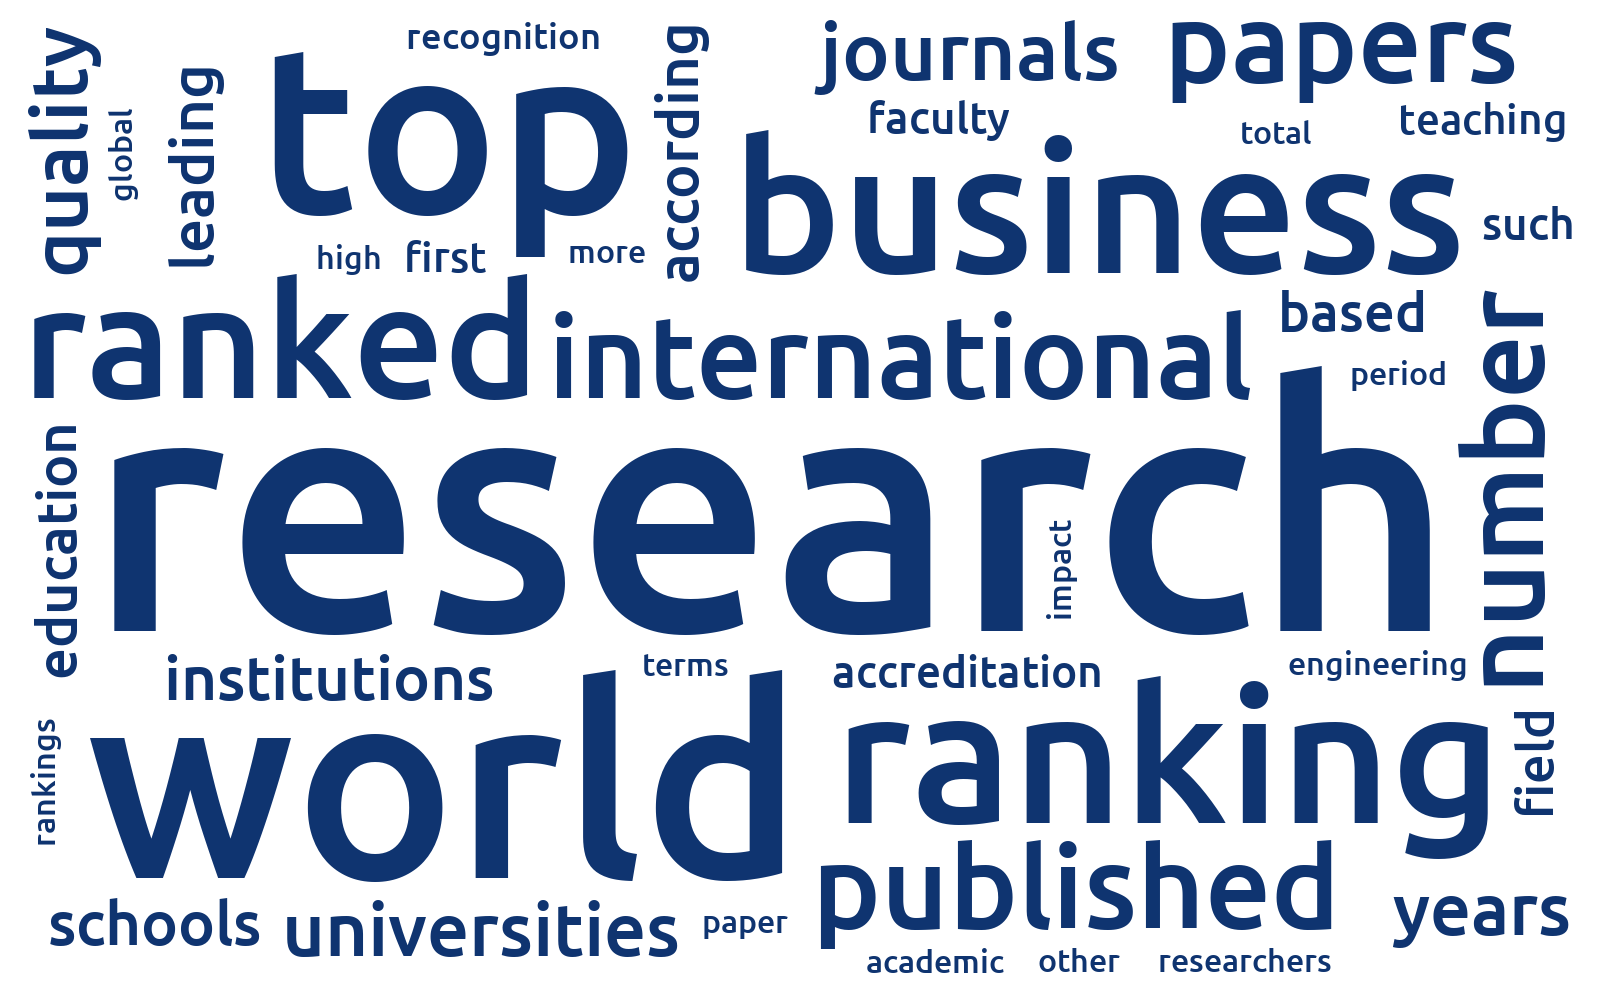 recognition
journals
papers
quality
global
leading
top
according
faculty
total
teaching
business
such
high
first
more
ranked
international
based
period
number
education
research
impact
institutions
terms
accreditation
engineering
rankings
world
ranking
field
published
schools
universities
paper
years
academic
other
researchers